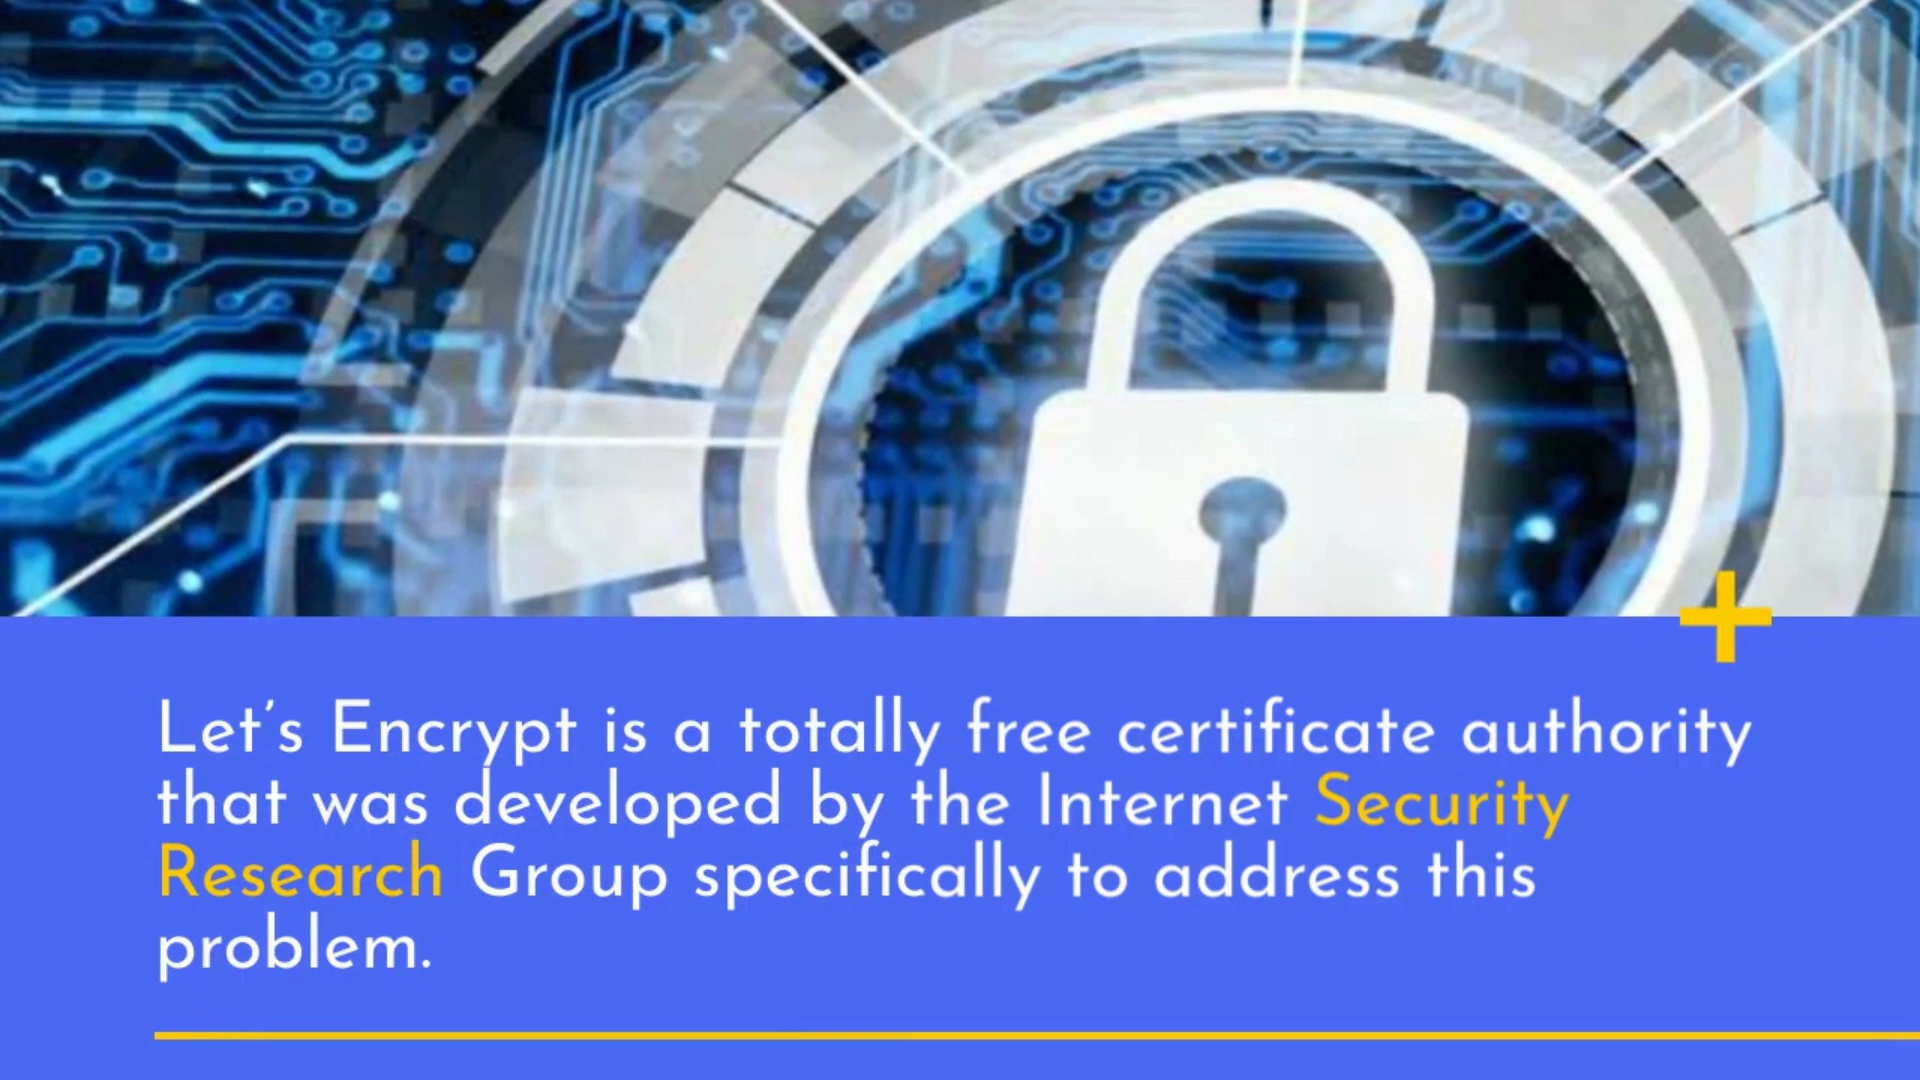 Let’s Encrypt is a totally free certificate authority
that was developed by the Internet Security
Research Group specifically to address this
problem.